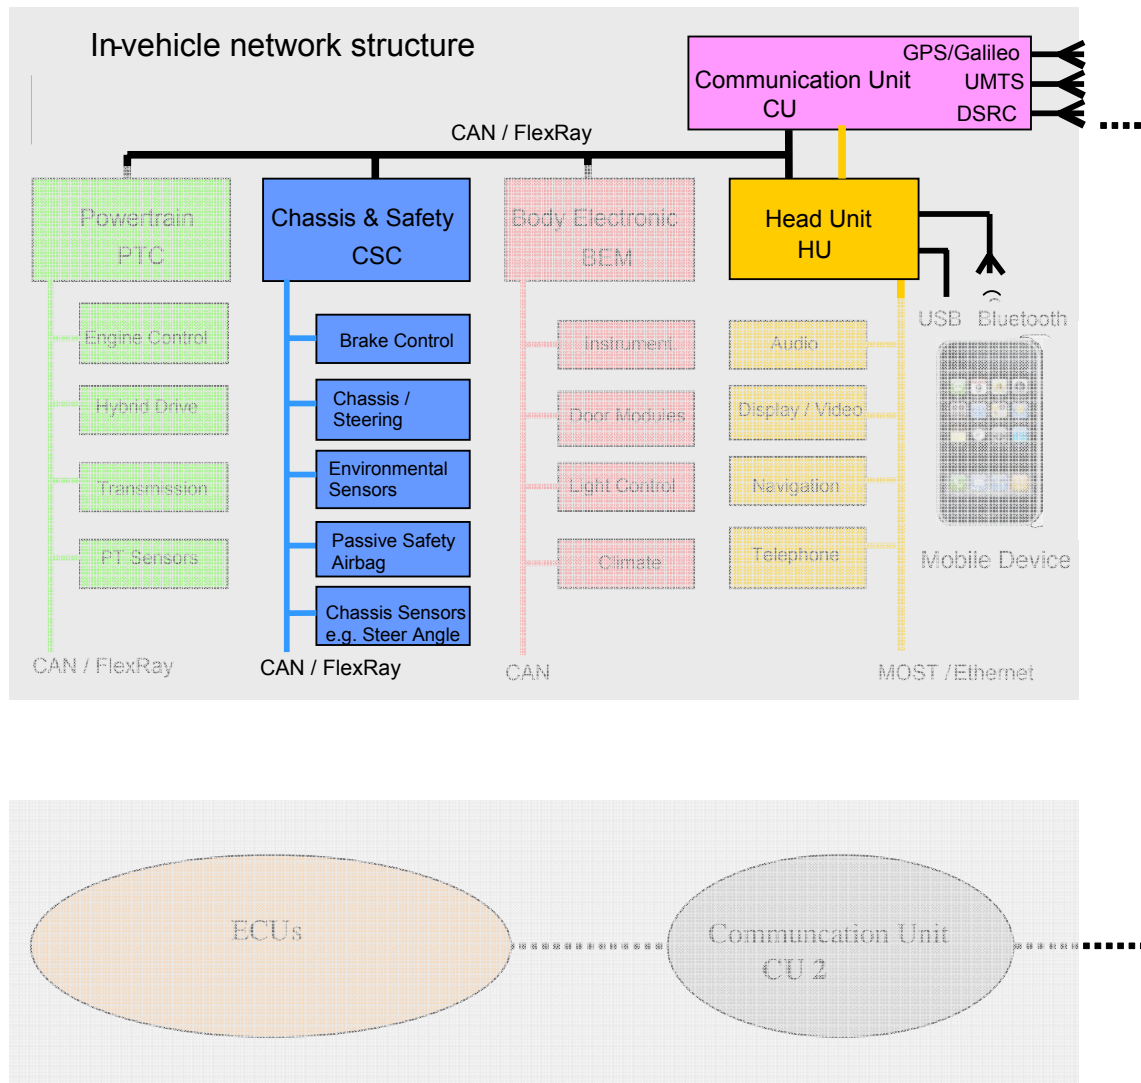 In-vehicle network structure
GPS/Galileo
Communication Unit
CU
UMTS
DSRC
CAN / FlexRay
Powertrain
PTC
Chassis & Safety
CSC
Body Electronic
BEM
Head Unit
HU
USB
Bluetooth
Engine Control
Hybrid Drive
Transmission
PT Sensors
CAN / FlexRay
Brake Control
Chassis /
Steering
Environmental
Sensors
Passive Safety
Airbag
Chassis Sensors
e.g. Steer Angle
CAN / FlexRay
Instrument
Door Modules
Light Control
Climate
CAN
Audio
Display / Video
Navigation
Telephone
MOST / Ethernet
Mobile Device
ECUs
Communcation Unit
CU 2